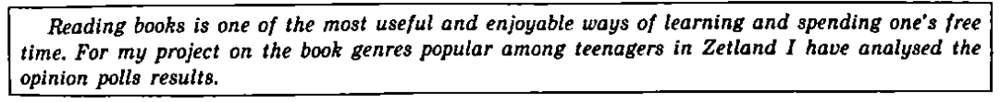 Reading books is one of the most useful and enjoyable ways of learning and spending one's free
time. For my project on the book genres popular among teenagers in Zetland I have analysed the
opinion polls results.